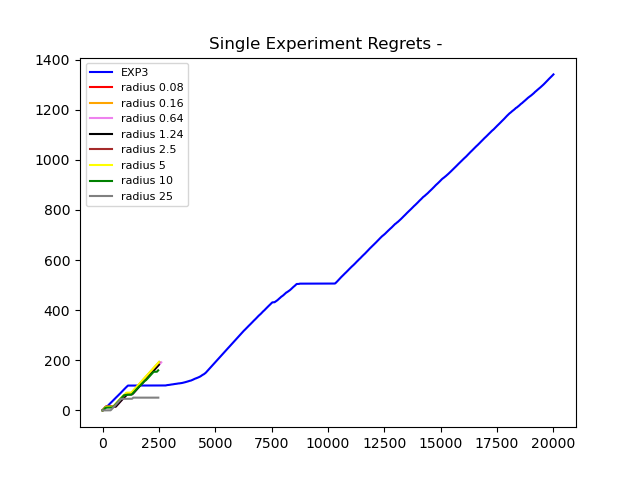 Single Experiment Regrets -
1400
1200
1000
800
600
400
200
0
EXP3
radius 0.08
radius 0.16
radius 0.64
radius 1.24
radius 2.5
radius 5
radius 10
radius 25
0 2500 5000 7500 10000 12500 15000 17500 20000